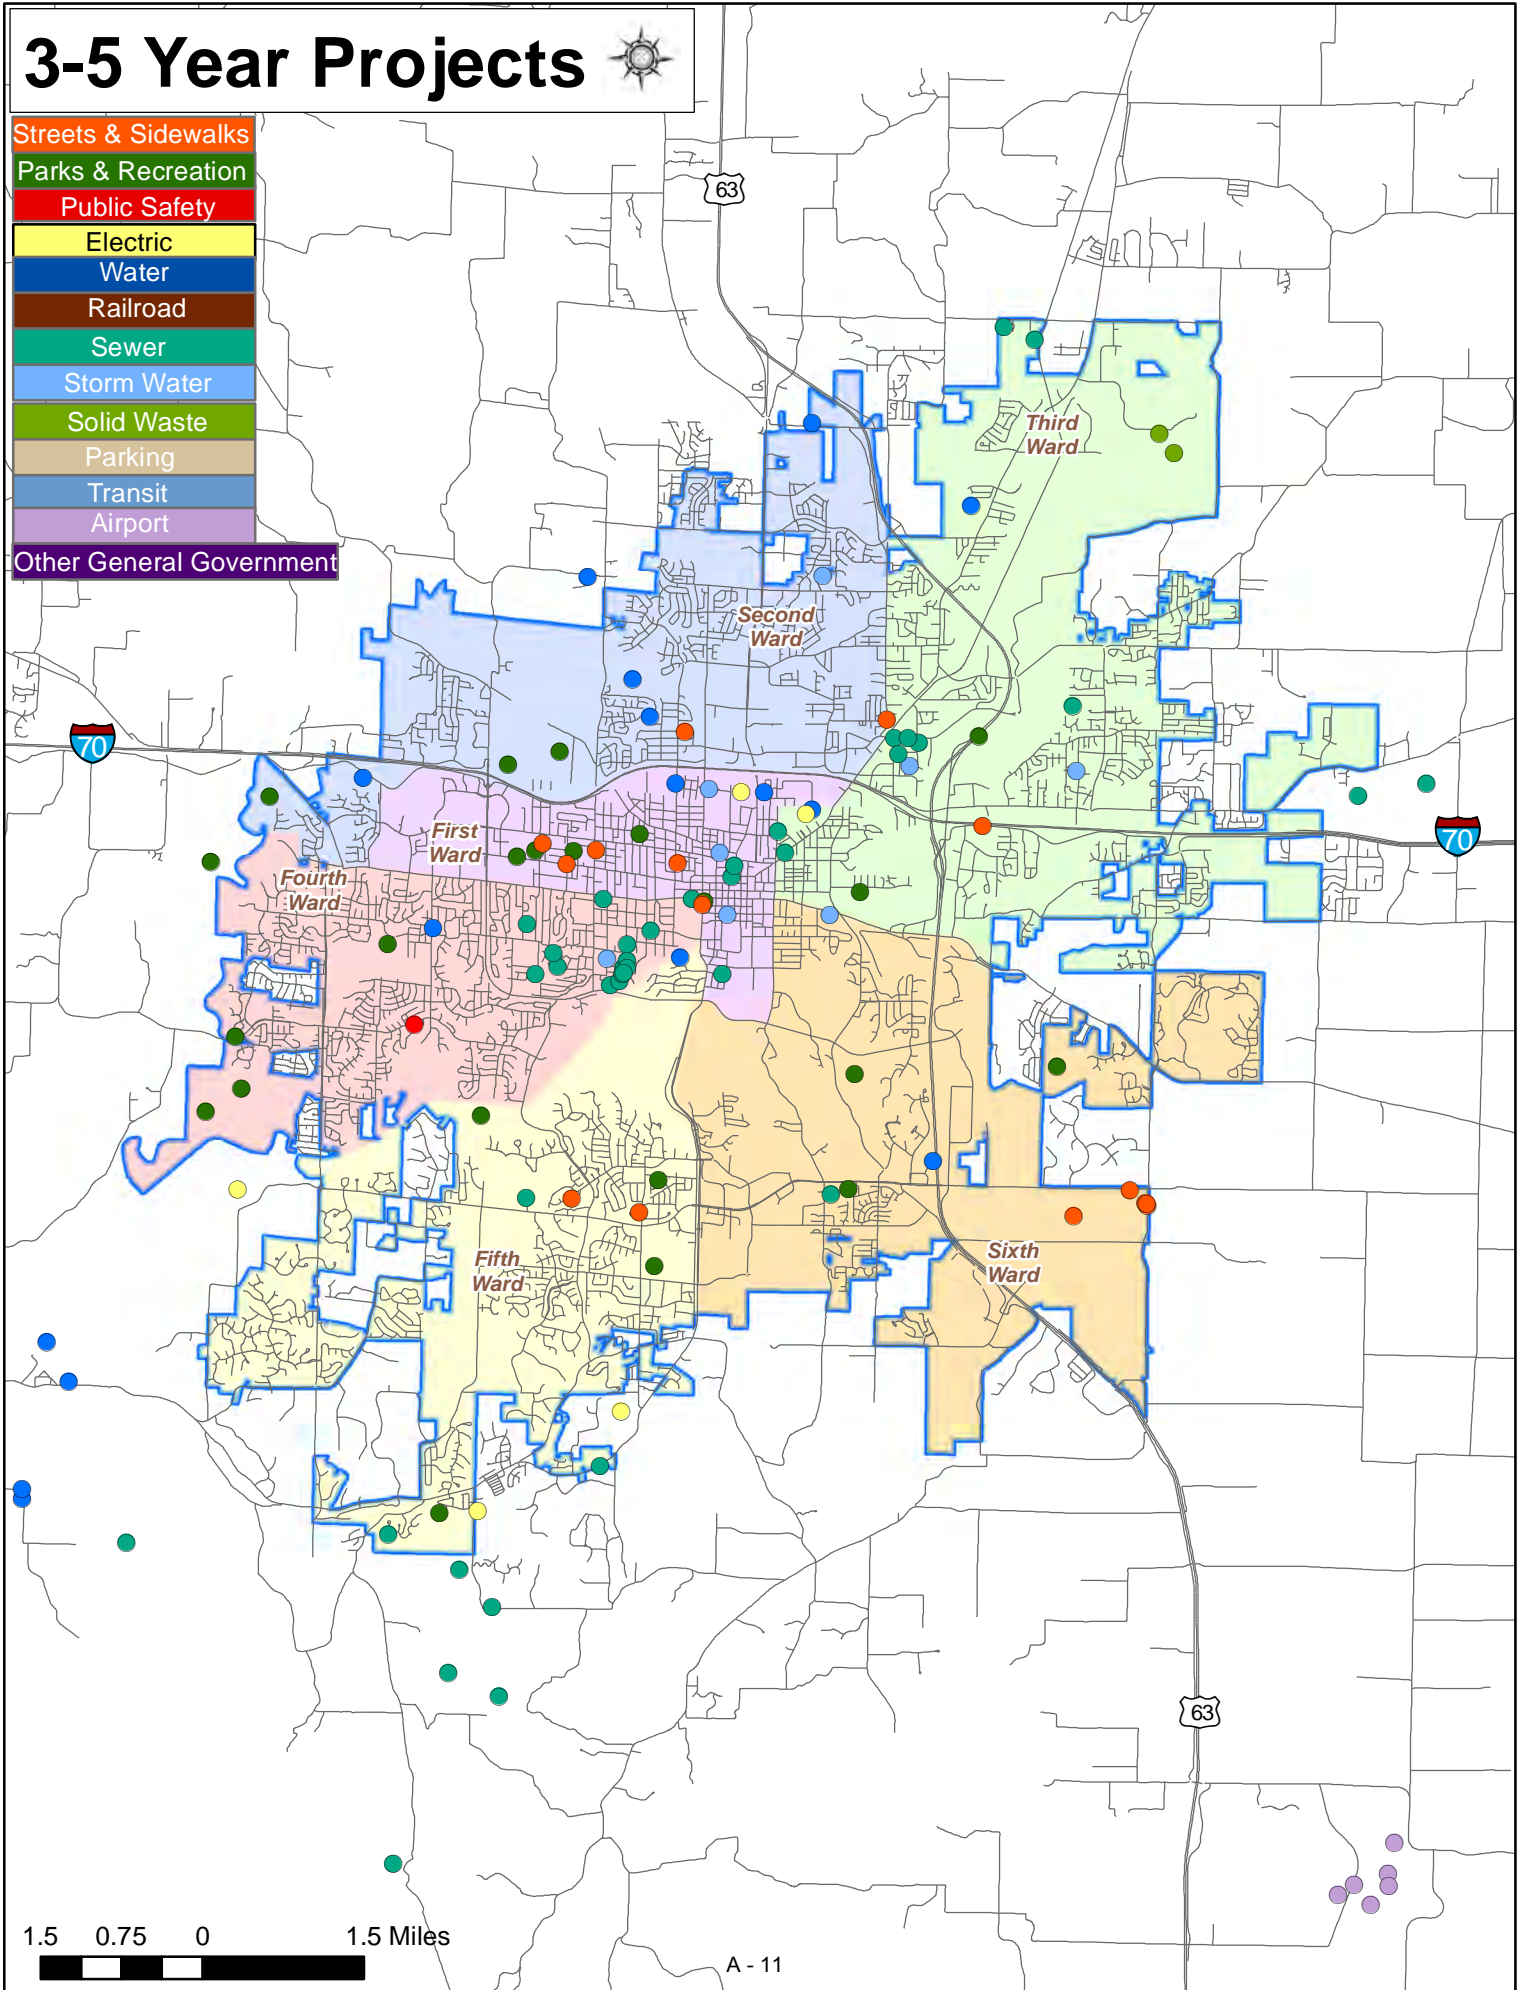 3-5 Year Projects
Streets & Sidewalks
Parks & Recreation
Public Safety
Electric
Water
Railroad
Sewer
Storm Water
Solid Waste
Parking
Transit
Airport
Other General Government
63
Third
Ward
Second
Ward
70
First
Ward
70
Fourth
Ward
Fifth
Ward
Sixth
Ward
63
1.5 0.75 0 1.5 Miles
A - 11